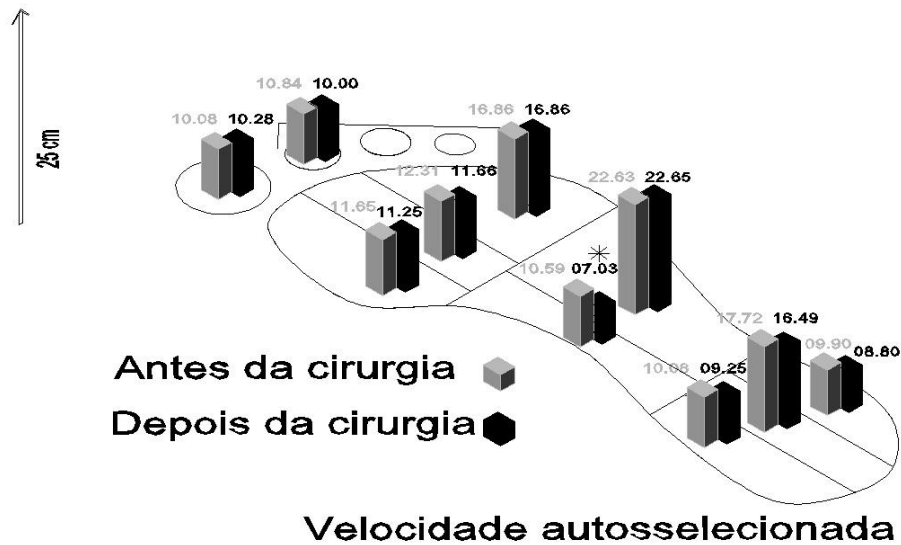 10.84 10.00
10.08 10.28
16.86 16.86
25 cm
12.31 11.66
22.63 22.65
11.65 11.25
10.59 07.03
17.72 16.49
09.90 08.80
10.08 09.25
Antes da cirurgia
Depois da cirurgia
Velocidade autosselecionada